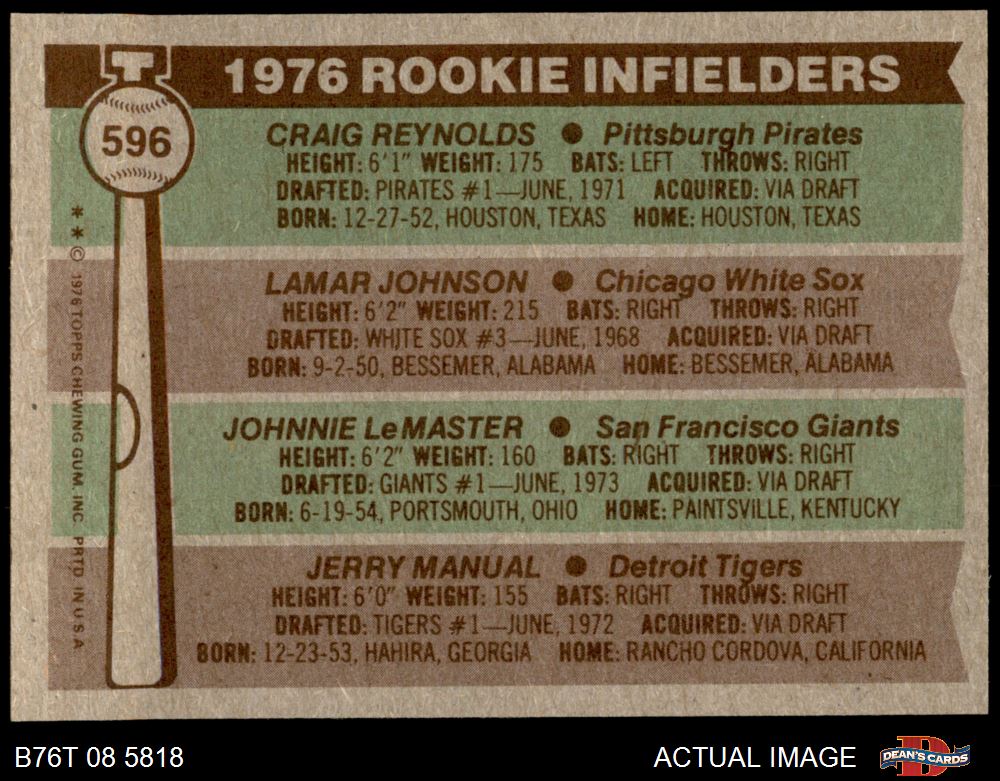 T
1976 ROOKIE INFIELDERS
596
CRAIG REYNOLDS ● Pittsburgh Pirates
HEIGHT: 6'1" WEIGHT: 175 BATS: LEFT THROWS: RIGHT
DRAFTED: PIRATES #1—JUNE, 1971 ACQUIRED: VIA DRAFT
BORN: 12-27-52, HOUSTON, TEXAS HOME: HOUSTON, TEXAS
LAMAR JOHNSON ● Chicago White Sox
HEIGHT: 6'2" WEIGHT: 215 BATS: RIGHT THROWS: RIGHT
DRAFTED: WHITE SOX #3—JUNE, 1968 ACQUIRED: VIA DRAFT
BORN: 9-2-50, BESSEMER, ALABAMA HOME: BESSEMER, ALABAMA
JOHNNIE LeMASTER ● San Francisco Giants
HEIGHT: 6'2" WEIGHT: 160 BATS: RIGHT THROWS: RIGHT
DRAFTED: GIANTS #1—JUNE, 1973 ACQUIRED: VIA DRAFT
BORN: 6-19-54, PORTSMOUTH, OHIO HOME: PAINTSVILLE, KENTUCKY
JERRY MANUAL ● Detroit Tigers
HEIGHT: 6'0" WEIGHT: 155 BATS: RIGHT THROWS: RIGHT
DRAFTED: TIGERS #1—JUNE, 1972 ACQUIRED: VIA DRAFT
BORN: 12-23-53, HAHIRA, GEORGIA HOME: RANCHO CORDOVA, CALIFORNIA
** © 1976 TOPPS CHEWING GUM, INC. PRTD. IN U.S.A.
B76T 08 5818
ACTUAL IMAGE
D
DEAN'S CARDS